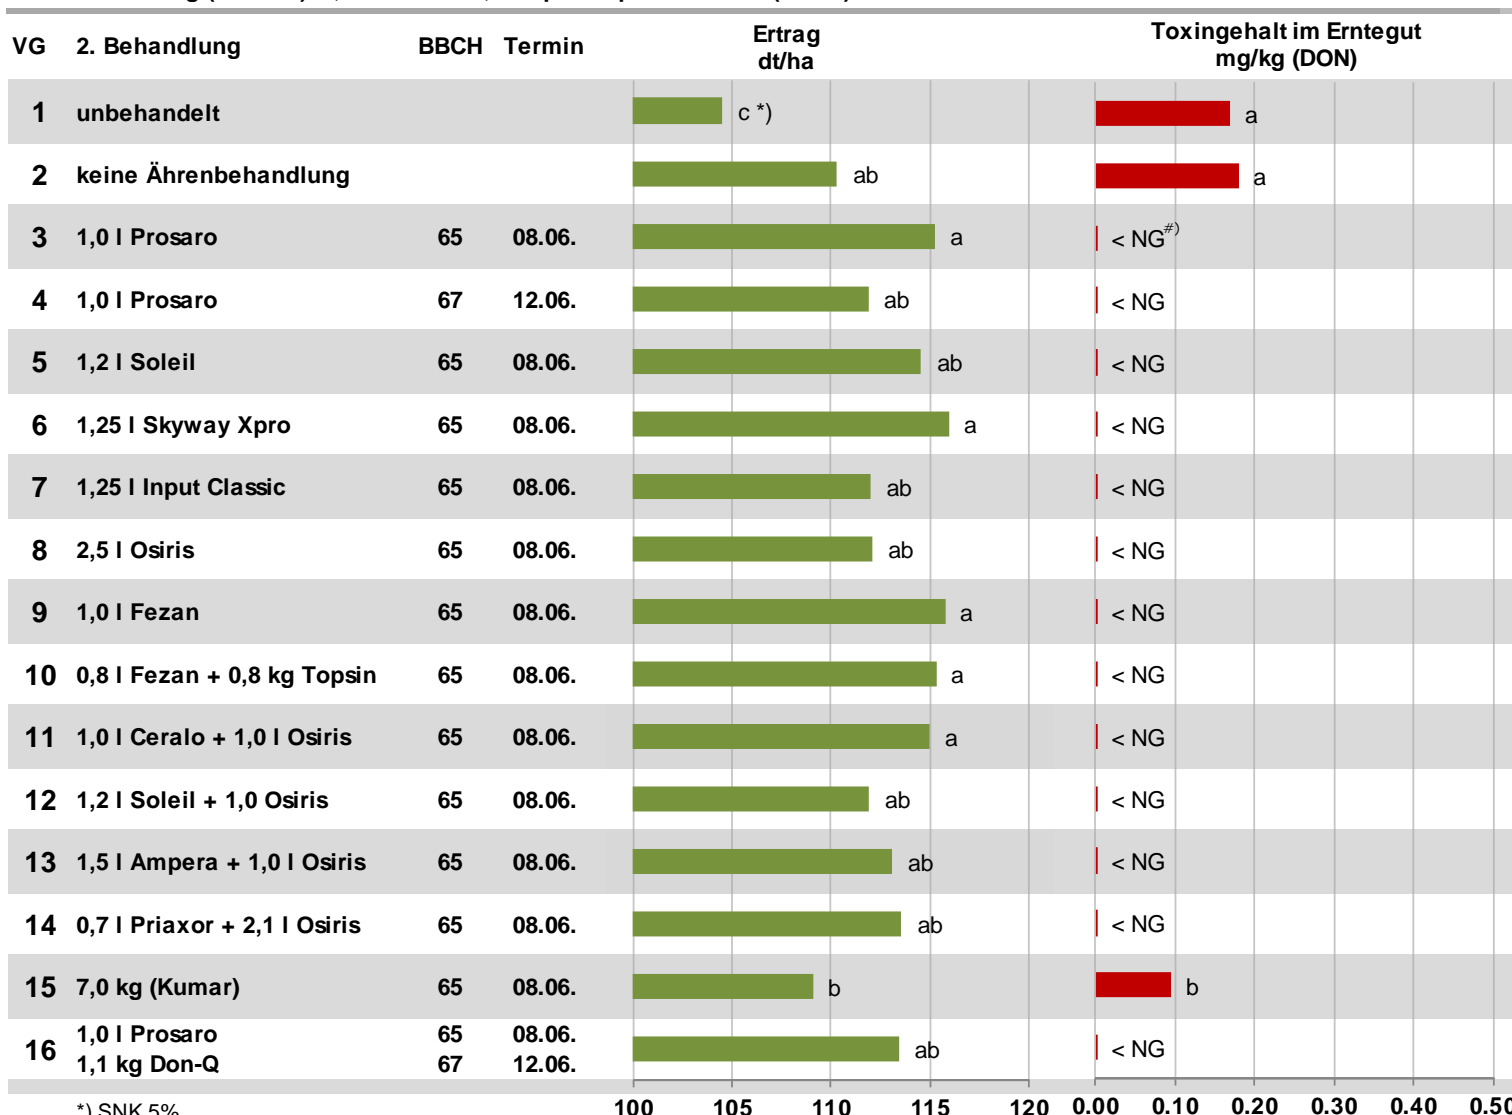 VG 2. Behandlung BBCH Termin Ertrag dt/ha Toxingehalt im Erntegut mg/kg (DON)
1 unbehandelt c *) a
2 keine Ährenbehandlung ab a
3 1,0 l Prosaro 65 08.06. a < NG#)
4 1,0 l Prosaro 67 12.06. ab < NG
5 1,2 l Soleil 65 08.06. ab < NG
6 1,25 l Skyway Xpro 65 08.06. a < NG
7 1,25 l Input Classic 65 08.06. ab < NG
8 2,5 l Osiris 65 08.06. ab < NG
9 1,0 l Fezan 65 08.06. a < NG
10 0,8 l Fezan + 0,8 kg Topsin 65 08.06. a < NG
11 1,0 l Ceralo + 1,0 l Osiris 65 08.06. a < NG
12 1,2 l Soleil + 1,0 Osiris 65 08.06. ab < NG
13 1,5 l Ampera + 1,0 l Osiris 65 08.06. ab < NG
14 0,7 l Priaxor + 2,1 l Osiris 65 08.06. ab < NG
15 7,0 kg (Kumar) 65 08.06. b b
16 1,0 l Prosaro 65 08.06. ab < NG
1,1 kg Don-Q 67 12.06.
*) SNK 5% 100 105 110 115 120 0.00 0.10 0.20 0.30 0.40 0.50